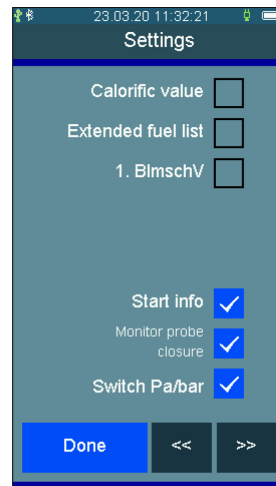 23.03.20 11:32:21
Settings
Calorific value
Extended fuel list
1. BlmschV
Start info
Monitor probe
closure
Switch Pa/bar
Done
<<
>>